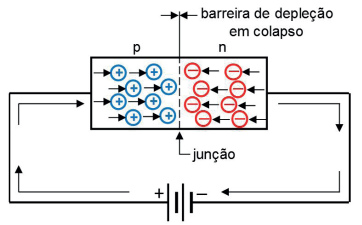 barreira de depleção
em colapso
p
n
junção
+
−